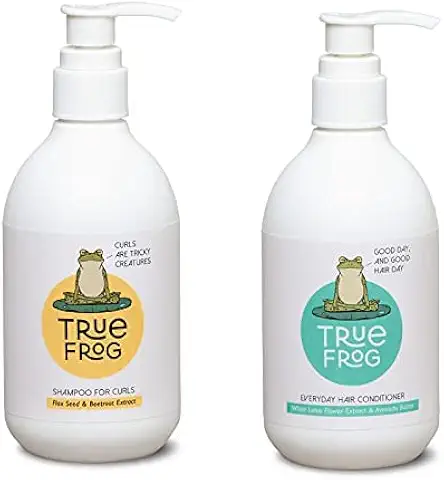 CURLS
ARE TRICKY
CREATURES
TRUE
FROG
SHAMPOO FOR CURLS
Flax Seed & Beetroot Extract
GOOD DAY,
AND GOOD
HAIR DAY
TRUE
FROG
EVERYDAY HAIR CONDITIONER
White Lotus Flower Extract & Avocado Butter